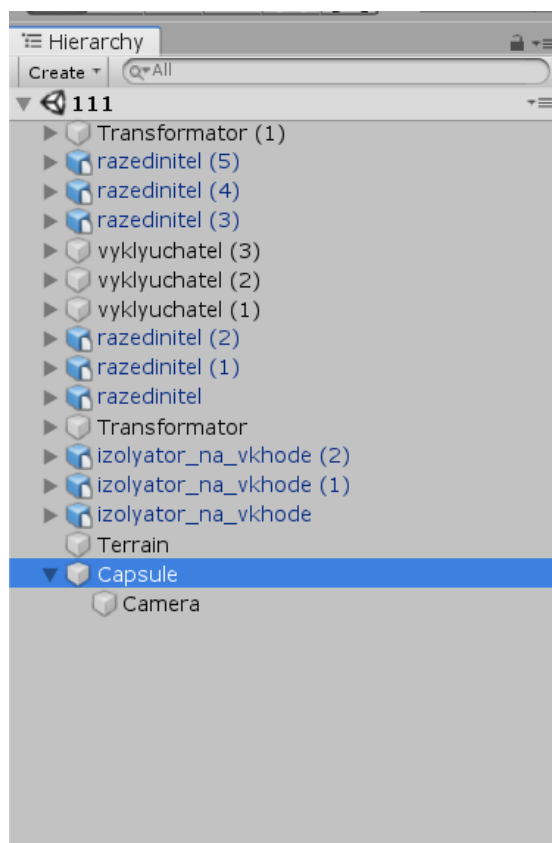 Hierarchy
Create All
111
Transformator (1)
razedinitel (5)
razedinitel (4)
razedinitel (3)
vyklyuchatel (3)
vyklyuchatel (2)
vyklyuchatel (1)
razedinitel (2)
razedinitel (1)
razedinitel
Transformator
izolyator_na_vkhode (2)
izolyator_na_vkhode (1)
izolyator_na_vkhode
Terrain
Capsule
Camera